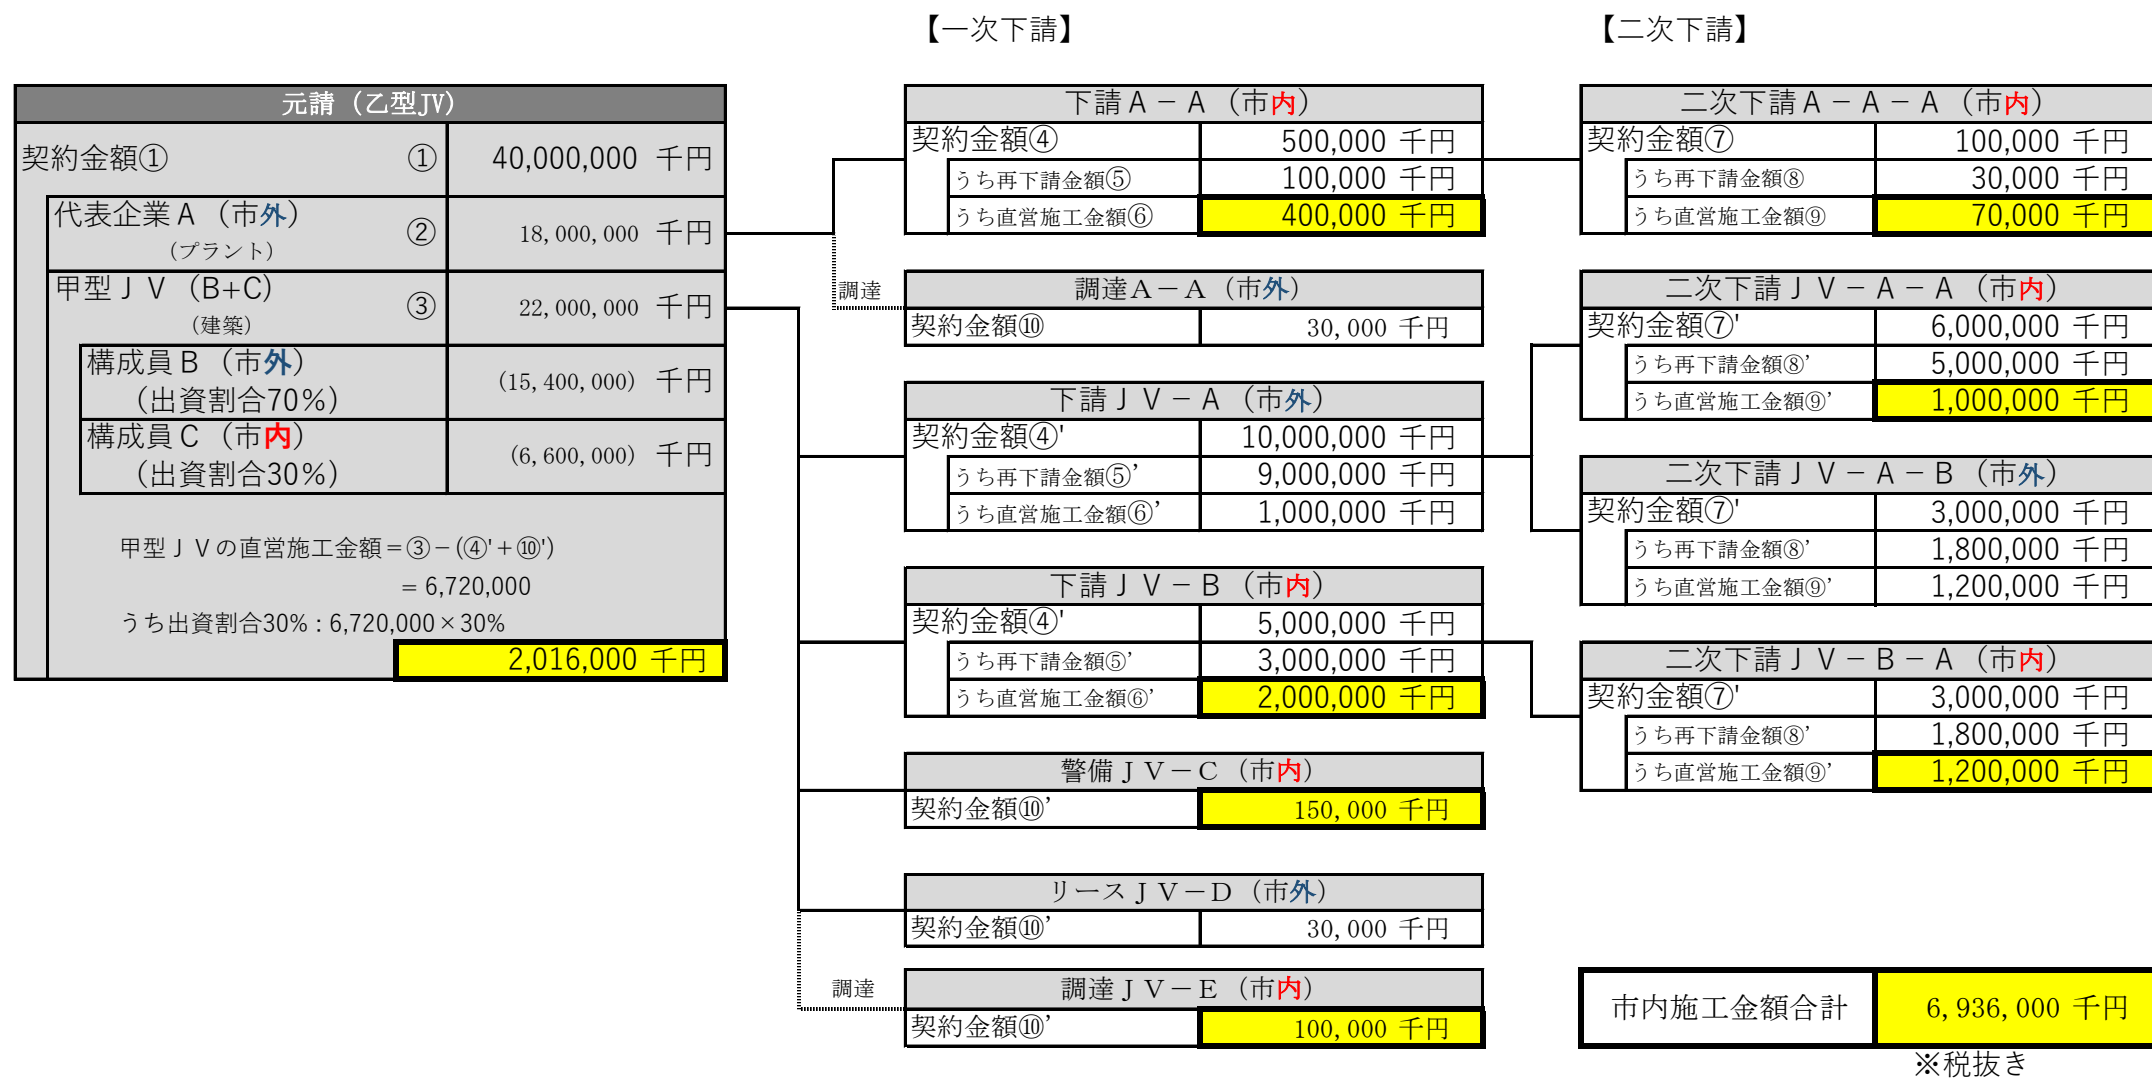 【一次下請】
【二次下請】
元請（乙型JV）
契約金額① ① 40,000,000 千円
代表企業A（市外）
（プラント） ② 18,000,000 千円
甲型JV（B+C）
（建築） ③ 22,000,000 千円
構成員B（市外）
（出資割合70%） (15,400,000) 千円
構成員C（市内）
（出資割合30%） (6,600,000) 千円
甲型JVの直営施工金額＝③－(④'＋⑩')
= 6,720,000
うち出資割合30%：6,720,000×30%
2,016,000 千円
下請A－A（市内）
契約金額④ 500,000 千円
うち再下請金額⑤ 100,000 千円
うち直営施工金額⑥ 400,000 千円
調達
調達A－A（市外）
契約金額⑩ 30,000 千円
下請JV－A（市外）
契約金額④' 10,000,000 千円
うち再下請金額⑤’ 9,000,000 千円
うち直営施工金額⑥’ 1,000,000 千円
下請JV－B（市内）
契約金額④' 5,000,000 千円
うち再下請金額⑤’ 3,000,000 千円
うち直営施工金額⑥’ 2,000,000 千円
警備JV－C（市内）
契約金額⑩’ 150,000 千円
リースJV－D（市外）
契約金額⑩’ 30,000 千円
調達
調達JV－E（市内）
契約金額⑩’ 100,000 千円
二次下請A－A－A（市内）
契約金額⑦ 100,000 千円
うち再下請金額⑧ 30,000 千円
うち直営施工金額⑨ 70,000 千円
二次下請JV－A－A（市内）
契約金額⑦' 6,000,000 千円
うち再下請金額⑧’ 5,000,000 千円
うち直営施工金額⑨’ 1,000,000 千円
二次下請JV－A－B（市外）
契約金額⑦' 3,000,000 千円
うち再下請金額⑧’ 1,800,000 千円
うち直営施工金額⑨’ 1,200,000 千円
二次下請JV－B－A（市内）
契約金額⑦' 3,000,000 千円
うち再下請金額⑧’ 1,800,000 千円
うち直営施工金額⑨’ 1,200,000 千円
市内施工金額合計 6,936,000 千円
※税抜き